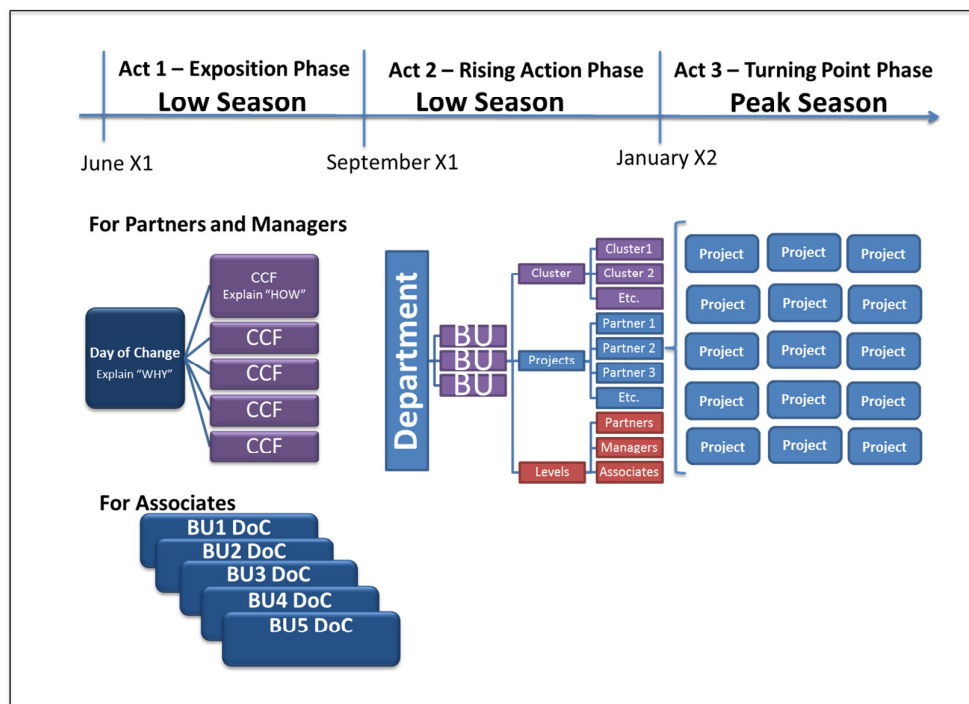 Act 1 – Exposition Phase
Low Season
Act 2 – Rising Action Phase
Low Season
Act 3 – Turning Point Phase
Peak Season
June X1
September X1
January X2
For Partners and Managers
Day of Change
Explain “WHY”
CCF
Explain “HOW”
CCF
CCF
CCF
CCF
Department
BU
BU
BU
Cluster
Cluster1
Cluster 2
Etc.
Projects
Partner 1
Partner 2
Partner 3
Etc.
Levels
Partners
Managers
Associates
Project Project Project
Project Project Project
Project Project Project
Project Project Project
Project Project Project
For Associates
BU1 DoC
BU2 DoC
BU3 DoC
BU4 DoC
BU5 DoC